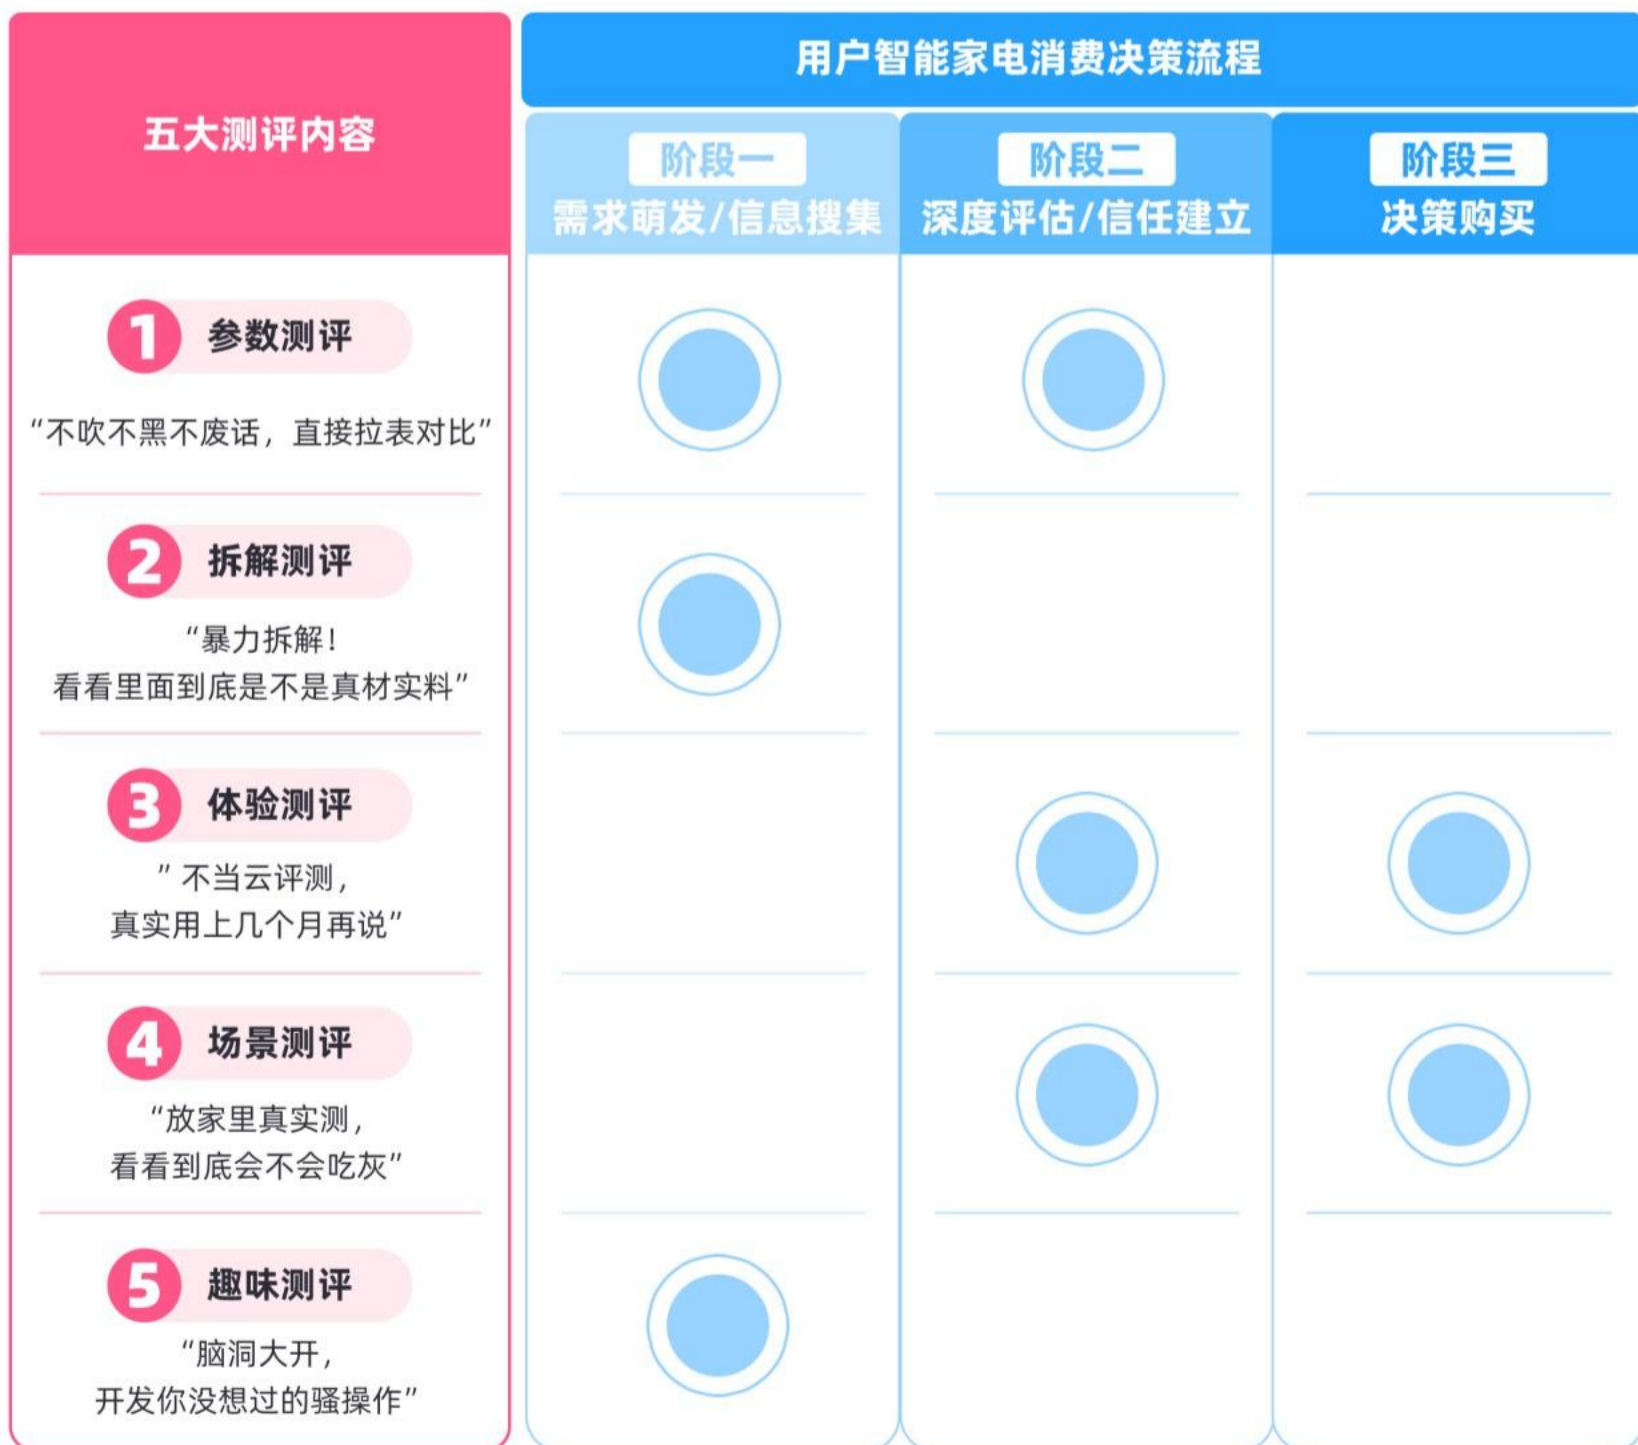 五大测评内容
用户智能家电消费决策流程
阶段一
需求萌发/信息搜集
阶段二
深度评估/信任建立
阶段三
决策购买
1 参数测评
“不吹不黑不废话，直接拉表对比”
2 拆解测评
“暴力拆解！
看看里面到底是不是真材实料”
3 体验测评
”不当云评测，
真实用上几个月再说”
4 场景测评
“放家里真实测，
看看到底会不会吃灰”
5 趣味测评
“脑洞大开，
开发你没想过的骚操作”